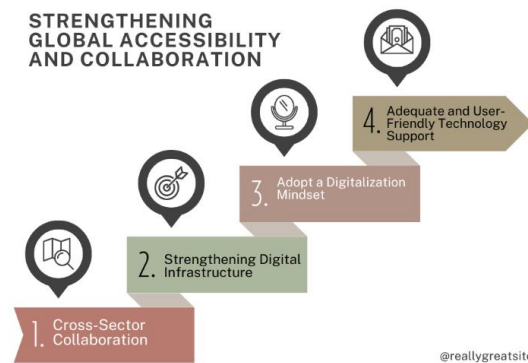 STRENGTHENING
GLOBAL ACCESSIBILITY
AND COLLABORATION
4. Adequate and User-
Friendly Technology
Support
3. Adopt a Digitalization
Mindset
2. Strengthening Digital
Infrastructure
1. Cross-Sector
Collaboration
@reallygreatsite